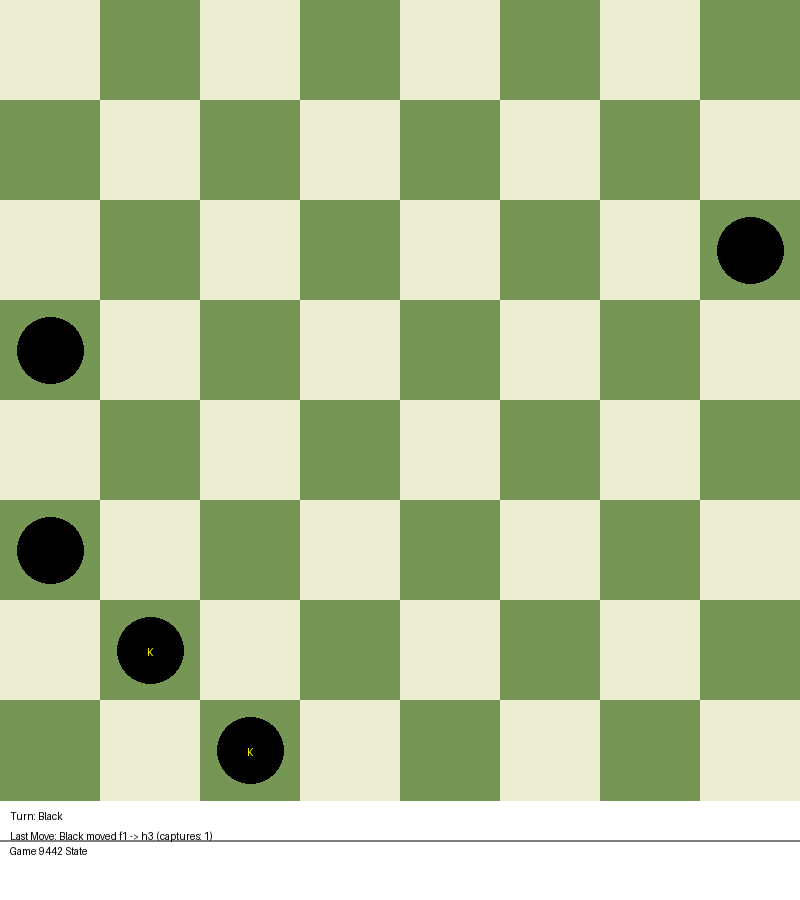 K
K
Turn: Black
Last Move: Black moved f1 -> h3 (captures: 1)
Game 9442 State